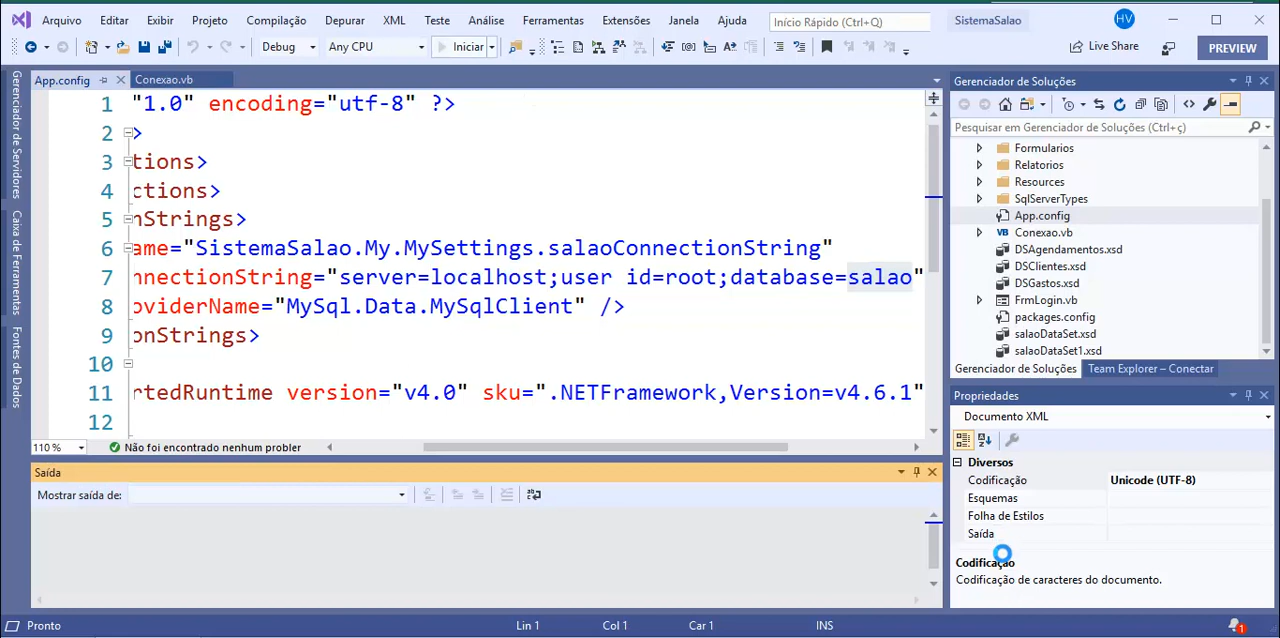 Arquivo Editar Exibir Projeto Compilação Depurar XML Teste Análise Ferramentas Extensões Janela Ajuda Início Rápido (Ctrl+Q) SistemaSalao HV
Debug Any CPU Iniciar Live Share PREVIEW
App.config Conexao.vb
1 "1.0" encoding="utf-8" ?>
2 >
3 tions>
4 ctions>
5 nStrings>
6 ame="SistemaSalao.My.MySettings.salaoConnectionString"
7 nnectionString="server=localhost;user id=root;database=salao"
8 oviderName="MySql.Data.MySqlClient" />
9 onStrings>
10
11 rtedRuntime version="v4.0" sku=".NETFramework,Version=v4.6.1"
12
110 % Não foi encontrado nenhum probler
Saída
Mostrar saída de:
Gerenciador de Servidores
Caixa de Ferramentas
Fontes de Dados
Gerenciador de Soluções
Pesquisar em Gerenciador de Soluções (Ctrl+ç)
Formularios
Relatorios
Resources
SqlServerTypes
App.config
VB Conexao.vb
DSAgendamentos.xsd
DSClientes.xsd
DSGastos.xsd
FrmLogin.vb
packages.config
salaoDataSet.xsd
salaoDataSet1.xsd
Gerenciador de Soluções Team Explorer – Conectar
Propriedades
Documento XML
Diversos
Codificação Unicode (UTF-8)
Esquemas
Folha de Estilos
Saída
Codificação
Codificação de caracteres do documento.
Pronto Lin 1 Col 1 Car 1 INS 1